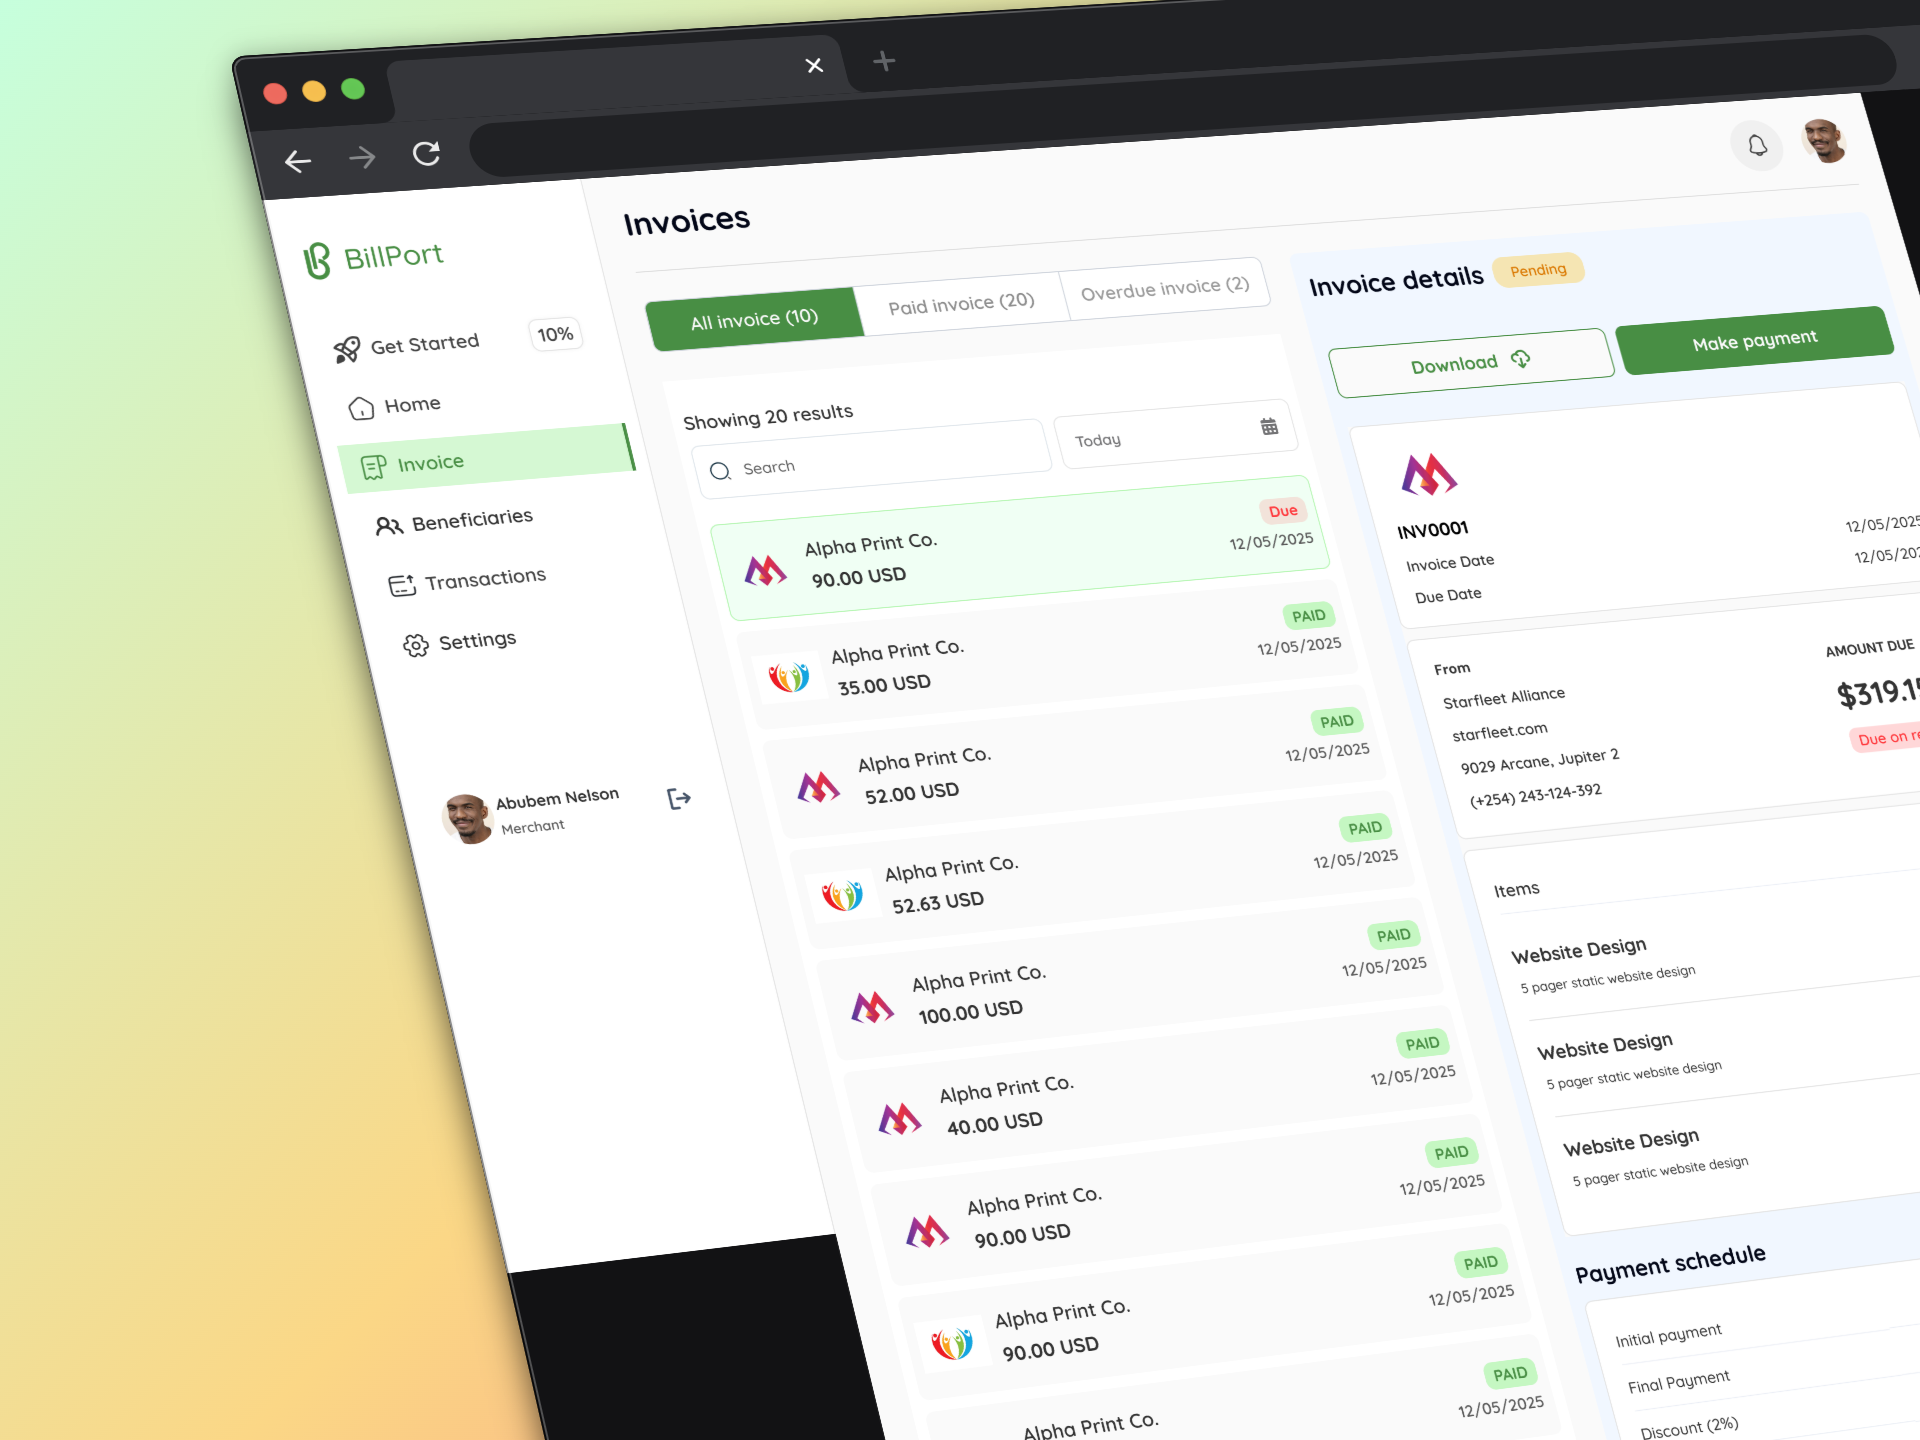 BillPort
Get Started
10%
Home
Invoice
Beneficiaries
Transactions
Settings
Abubem Nelson
Merchant
Invoices
All invoice (10)
Paid invoice (20)
Overdue invoice (2)
Showing 20 results
Search
Today
Alpha Print Co.
90.00 USD
Due
12/05/2025
Alpha Print Co.
35.00 USD
PAID
12/05/2025
Alpha Print Co.
52.00 USD
PAID
12/05/2025
Alpha Print Co.
52.63 USD
PAID
12/05/2025
Alpha Print Co.
100.00 USD
PAID
12/05/2025
Alpha Print Co.
40.00 USD
PAID
12/05/2025
Alpha Print Co.
90.00 USD
PAID
12/05/2025
Alpha Print Co.
90.00 USD
PAID
12/05/2025
Alpha Print Co.
PAID
12/05/2025
Invoice details
Pending
Download
Make payment
INV0001
Invoice Date
12/05/2025
Due Date
12/05/202
From
Starfleet Alliance
starfleet.com
9029 Arcane, Jupiter 2
(+254) 243-124-392
AMOUNT DUE
$319.15
Due on re
Items
Website Design
5 pager static website design
Website Design
5 pager static website design
Website Design
5 pager static website design
Payment schedule
Initial payment
Final Payment
Discount (2%)